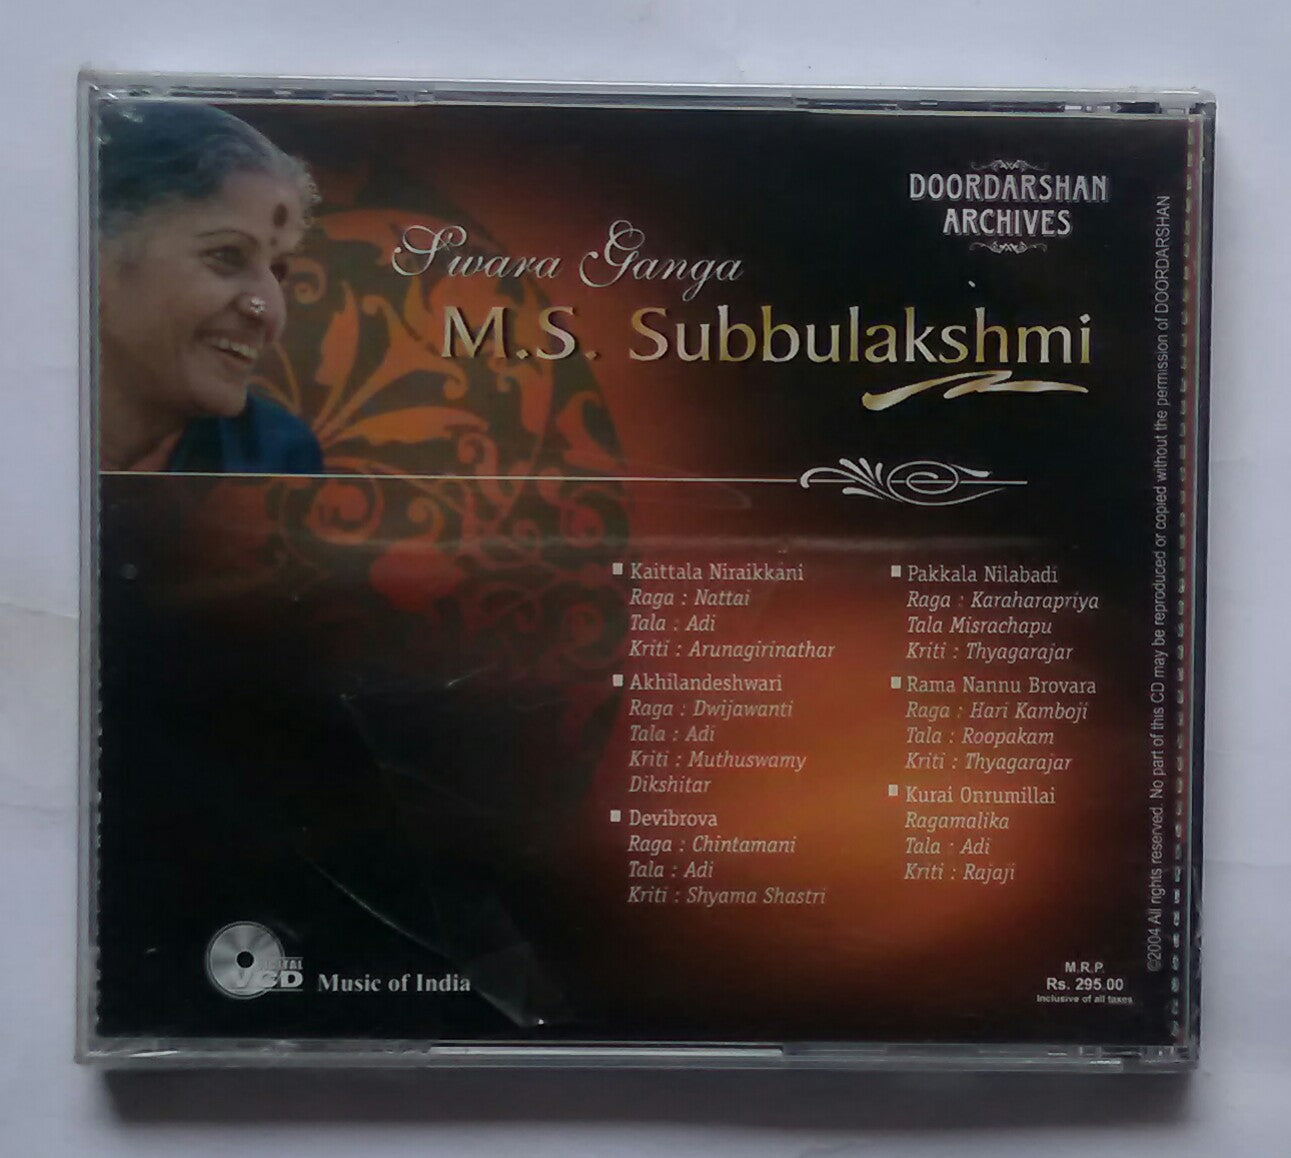 DOORDARSHAN
ARCHIVES
Swara Ganga
M.S. Subbulakshmi
Kaittala Niraikkani
Raga : Nattai
Tala : Adi
Kriti : Arunagirinathar
Akhilandeshwari
Raga : Dwijawanti
Tala : Adi
Kriti : Muthuswamy
Dikshitar
Devibrova
Raga : Chintamani
Tala : Adi
Kriti : Shyama Shastri
Pakkala Nilabadi
Raga : Karaharapriya
Tala Misrachapu
Kriti : Thyagarajar
Rama Nannu Brovara
Raga : Hari Kamboji
Tala : Roopakam
Kriti : Thyagarajar
Kurai Onrumillai
Ragamalika
Tala : Adi
Kriti : Rajaji
DIGITAL
VCD
Music of India
M.R.P.
Rs. 295.00
Inclusive of all taxes
©2004 All rights reserved. No part of this CD may be reproduced or copied without the permission of DOORDARSHAN